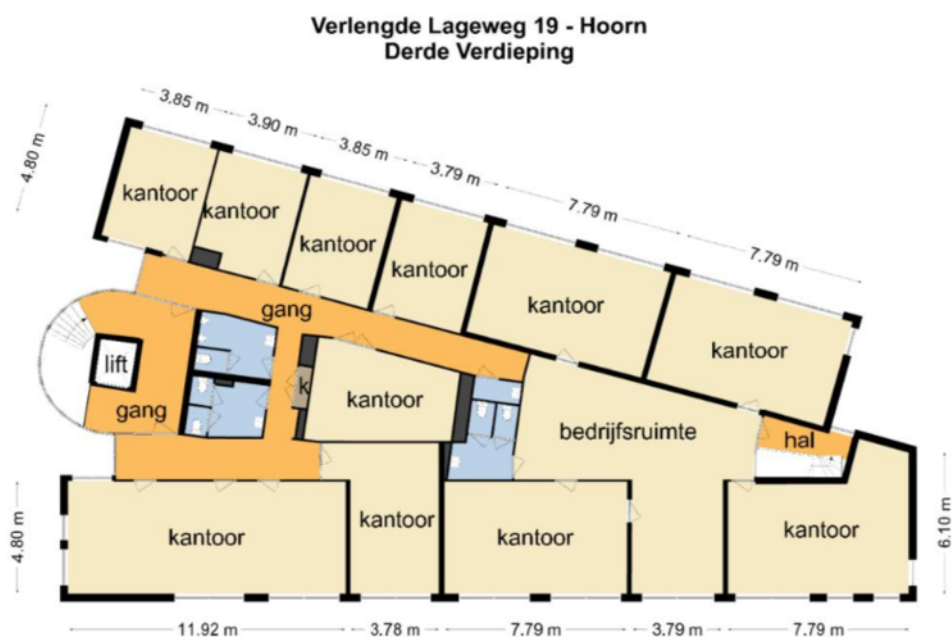 Verlengde Lageweg 19 - Hoorn
Derde Verdieping
3.85 m
3.90 m
3.85 m
3.79 m
7.79 m
7.79 m
4.80 m
kantoor
kantoor
kantoor
kantoor
kantoor
kantoor
gang
lift
k
kantoor
gang
bedrijfsruimte
hal
4.80 m
kantoor
kantoor
kantoor
kantoor
6.10 m
11.92 m
3.78 m
7.79 m
3.79 m
7.79 m